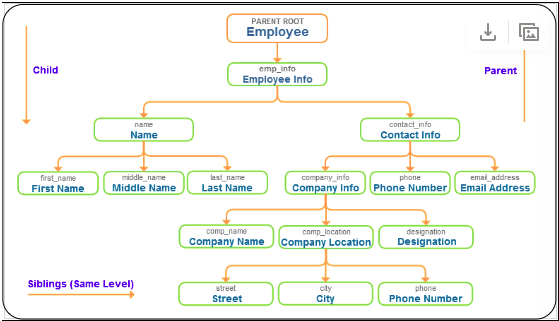 PARENT ROOT
Employee
Child
Parent
emp_info
Employee Info
name
Name
contact_info
Contact Info
first_name
First Name
middle_name
Middle Name
last_name
Last Name
company_info
Company Info
phone
Phone Number
email_address
Email Address
comp_name
Company Name
comp_location
Company Location
designation
Designation
Siblings (Same Level)
street
Street
city
City
phone
Phone Number